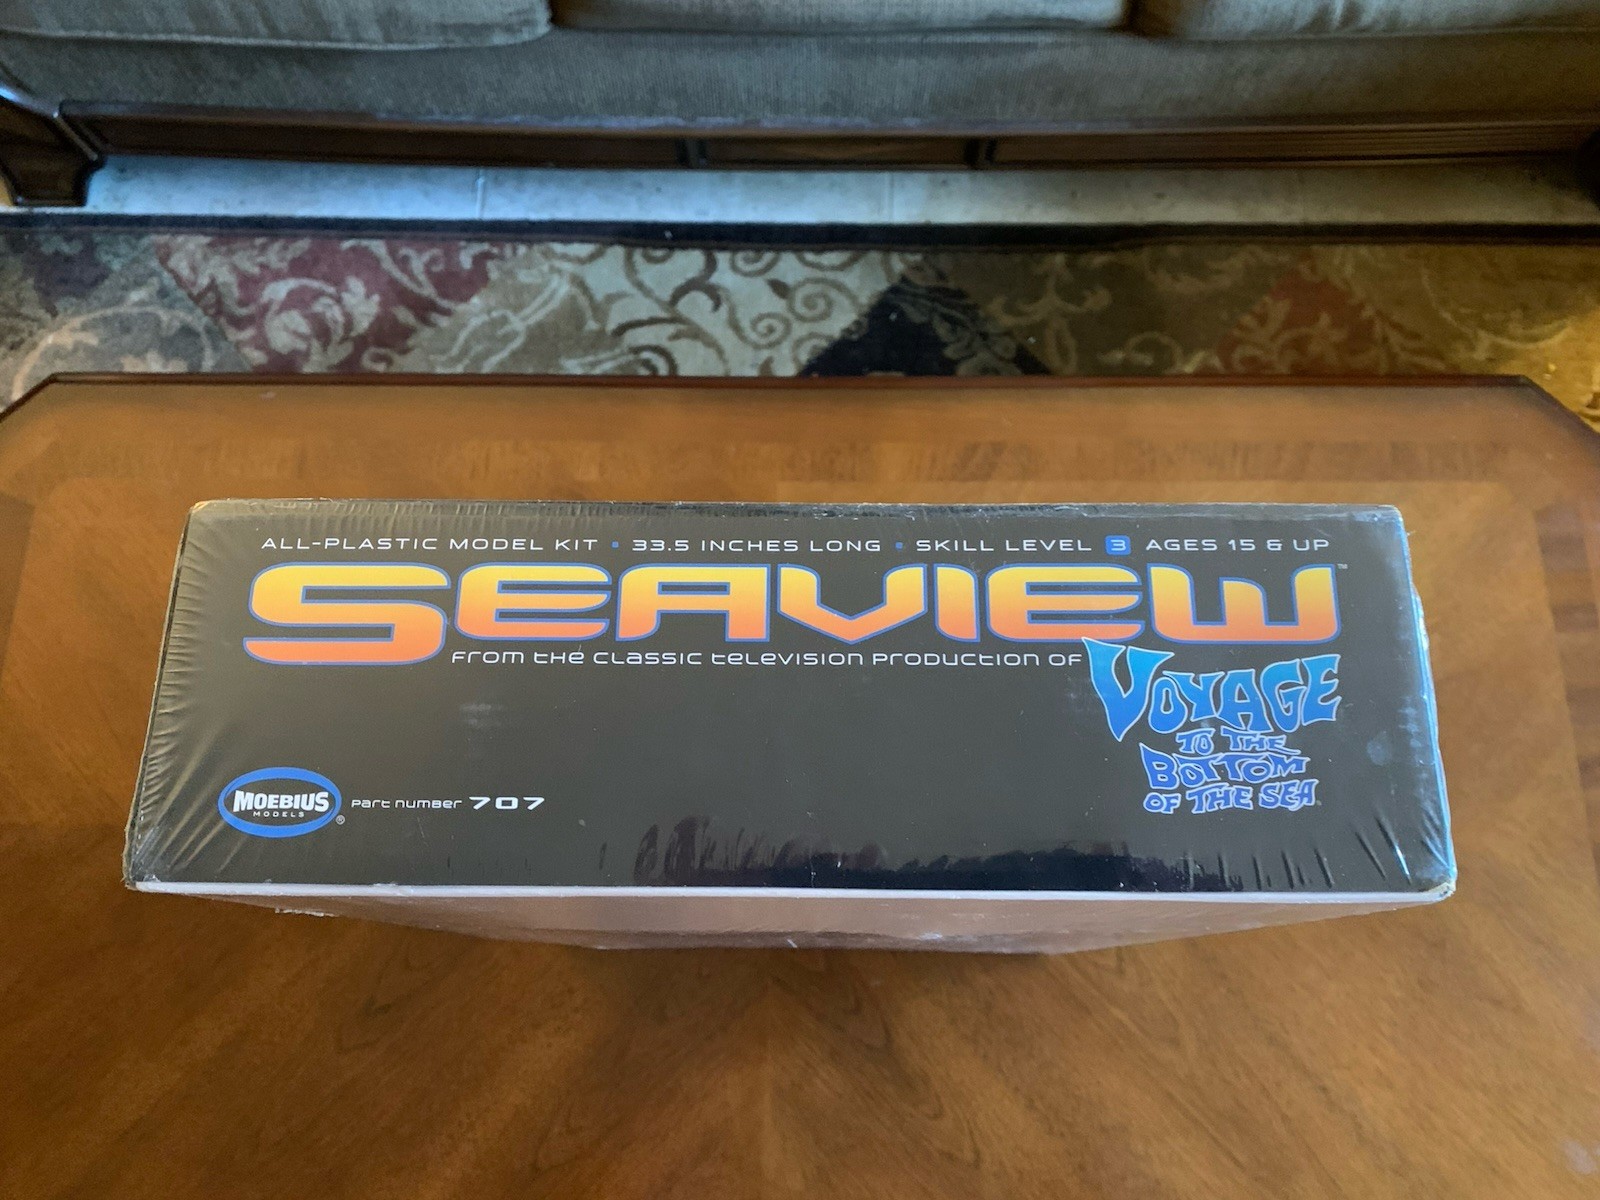 ALL-PLASTIC MODEL KIT • 33.5 INCHES LONG • SKILL LEVEL 3 AGES 15 & UP
SEAVIEW™
FROM THE CLASSIC TELEVISION PRODUCTION OF
VOYAGE
TO THE
BOTTOM
OF THE SEA
MOEBIUS
MODELS
®
PART NUMBER 707